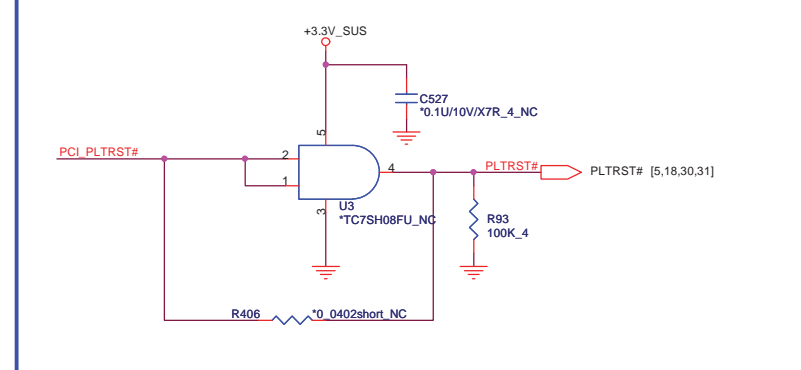 +3.3V_SUS
C527
*0.1U/10V/X7R_4_NC
5
PCI_PLTRST#
2
4
PLTRST#
PLTRST# [5,18,30,31]
1
U3
3
*TC7SH08FU_NC
R93
100K_4
R406
*0_0402short_NC